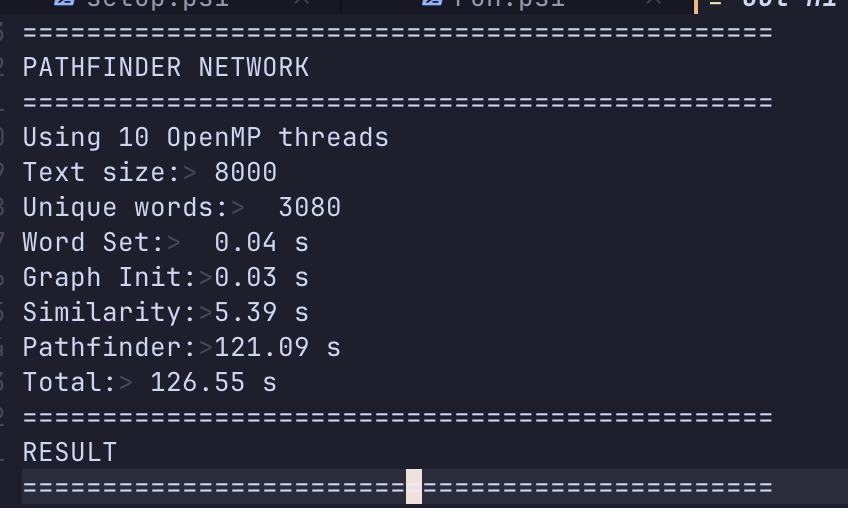 setup.ps1 run.ps1
===============================================
PATHFINDER NETWORK
===============================================
Using 10 OpenMP threads
Text size:> 8000
Unique words:> 3080
Word Set:> 0.04 s
Graph Init:>0.03 s
Similarity:>5.39 s
Pathfinder:>121.09 s
Total:> 126.55 s
===============================================
RESULT
===============================================